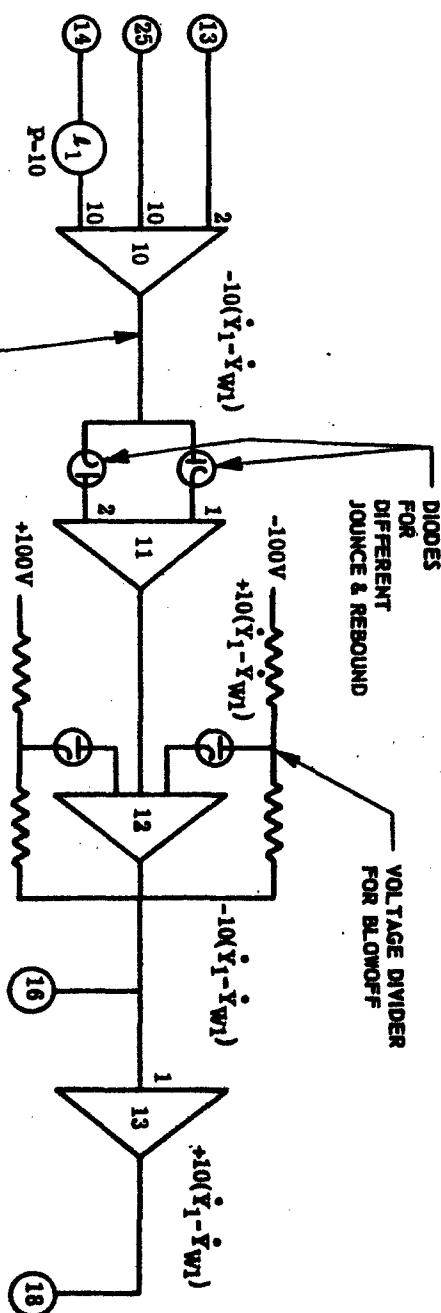 13
25
14
ℓ1
P-10
2
10
10
10
-10(Ẏ1-ẎW1)
DIODES
FOR
DIFFERENT
JOUNCE & REBOUND
1
2
11
-100V
+10(Ẏ1-ẎW1)
+100V
VOLTAGE DIVIDER
FOR BLOWOFF
12
-10(Ẏ1-ẎW1)
16
1
13
+10(Ẏ1-ẎW1)
18